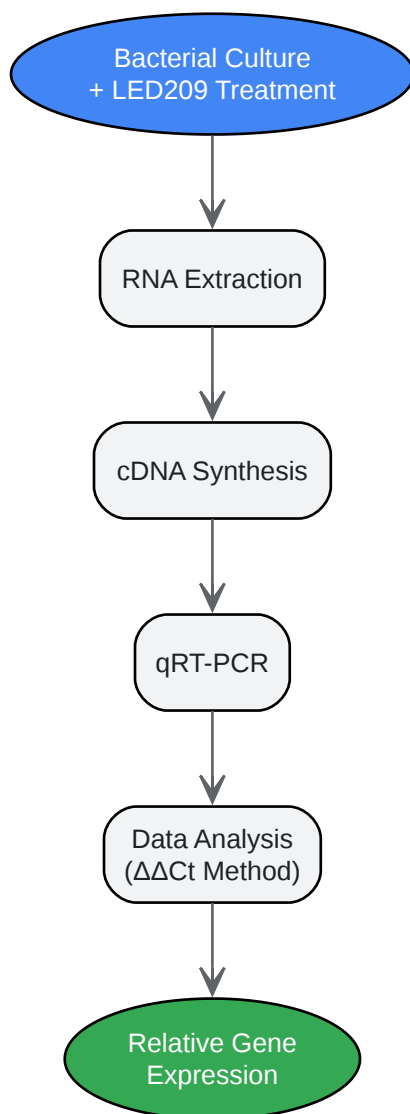 Bacterial Culture
+ LED209 Treatment
RNA Extraction
cDNA Synthesis
qRT-PCR
Data Analysis
(ΔΔCt Method)
Relative Gene
Expression